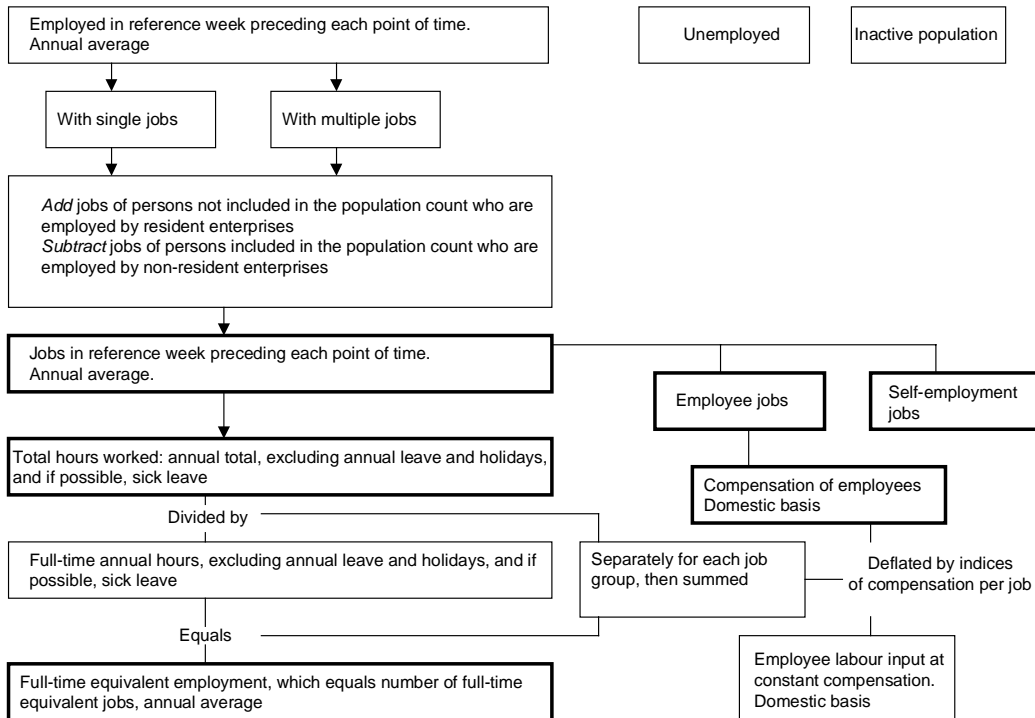 Employed in reference week preceding each point of time.
Annual average
Unemployed
Inactive population
With single jobs
With multiple jobs
Add jobs of persons not included in the population count who are
employed by resident enterprises
Subtract jobs of persons included in the population count who are
employed by non-resident enterprises
Jobs in reference week preceding each point of time.
Annual average.
Employee jobs
Self-employment
jobs
Total hours worked: annual total, excluding annual leave and holidays,
and if possible, sick leave
Compensation of employees
Domestic basis
Divided by
Full-time annual hours, excluding annual leave and holidays, and if
possible, sick leave
Separately for each job
group, then summed
Deflated by indices
of compensation per job
Equals
Employee labour input at
constant compensation.
Domestic basis
Full-time equivalent employment, which equals number of full-time
equivalent jobs, annual average